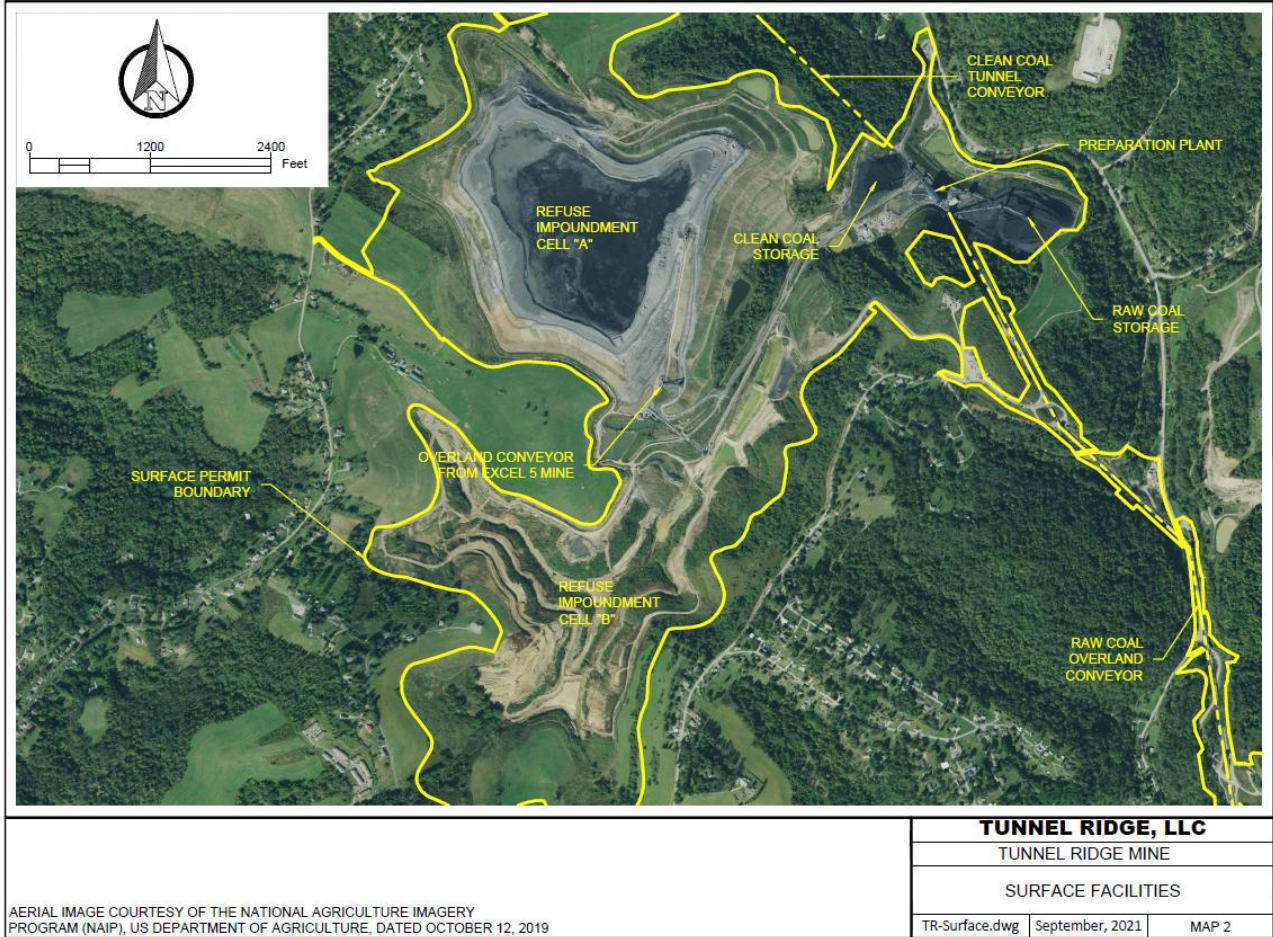 N
0
1200
2400
Feet
CLEAN COAL
TUNNEL
CONVEYOR
PREPARATION PLANT
REFUSE
IMPOUNDMENT
CELL "A"
CLEAN COAL
STORAGE
RAW COAL
STORAGE
OVERLAND CONVEYOR
FROM EXCEL 5 MINE
SURFACE PERMIT
BOUNDARY
REFUSE
IMPOUNDMENT
CELL "B"
RAW COAL
OVERLAND
CONVEYOR
AERIAL IMAGE COURTESY OF THE NATIONAL AGRICULTURE IMAGERY
PROGRAM (NAIP), US DEPARTMENT OF AGRICULTURE, DATED OCTOBER 12, 2019
TUNNEL RIDGE, LLC
TUNNEL RIDGE MINE
SURFACE FACILITIES
TR-Surface.dwg
September, 2021
MAP 2